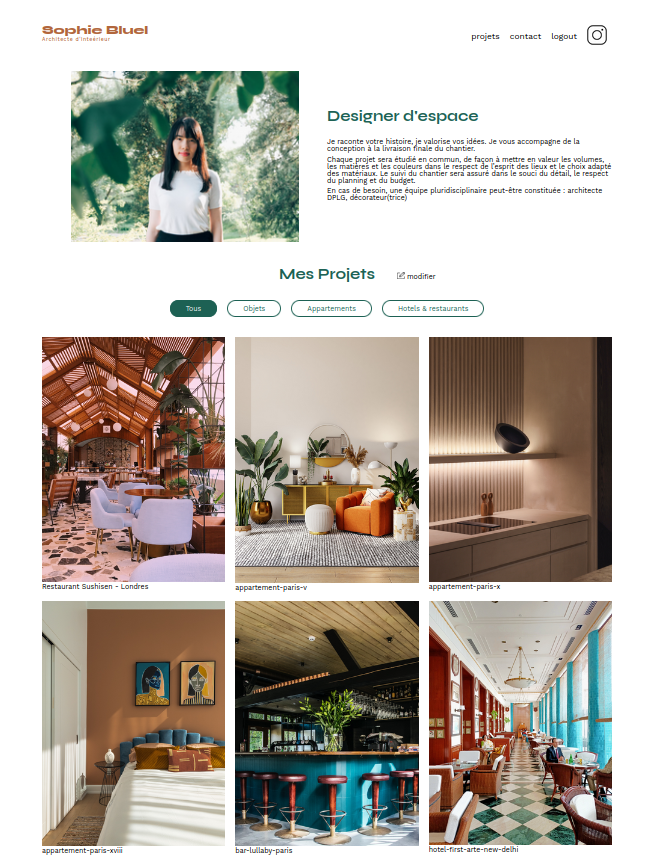 Sophie Bluel
Architecte d'inteérieur
projets contact logout
Designer d'espace
Je raconte votre histoire, je valorise vos idées. Je vous accompagne de la
conception à la livraison finale du chantier.
Chaque projet sera étudié en commun, de façon à mettre en valeur les volumes,
les matières et les couleurs dans le respect de l'esprit des lieux et le choix adapté
des matériaux. Le suivi du chantier sera assuré dans le souci du détail, le respect
du planning et du budget.
En cas de besoin, une équipe pluridisciplinaire peut-être constituée : architecte
DPLG, décorateur(trice)
Mes Projets modifier
Tous Objets Appartements Hotels & restaurants
Restaurant Sushisen - Londres
appartement-paris-v
appartement-paris-x
appartement-paris-xviii
bar-lullaby-paris
hotel-first-arte-new-delhi